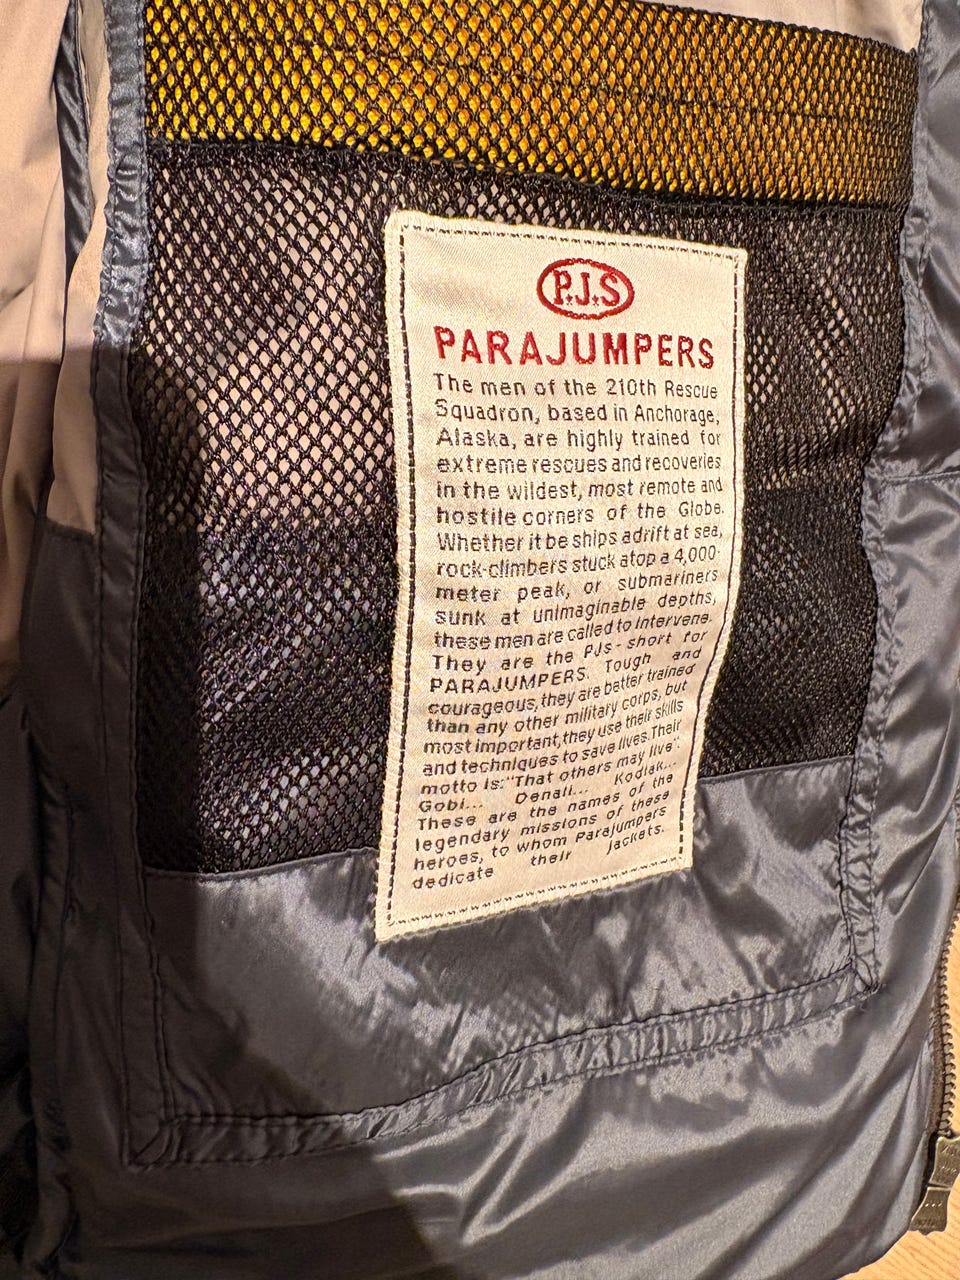 P.J.S
PARAJUMPERS
The men of the 210th Rescue
Squadron, based in Anchorage,
Alaska, are highly trained for
extreme rescues and recoveries
in the wildest, most remote and
hostile corners of the Globe.
Whether it be ships adrift at sea,
rock-climbers stuck atop a 4,000-
meter peak, or submariners
sunk at unimaginable depths,
these men are called to intervene.
They are the PJs - short for
PARAJUMPERS. Tough and
courageous, they are better trained
than any other military corps, but
most important, they use their skills
and techniques to save lives. Their
motto is: "That others may live".
Gobi... Denali... Kodiak...
These are the names of the
legendary missions of these
heroes, to whom Parajumpers
dedicate their jackets.